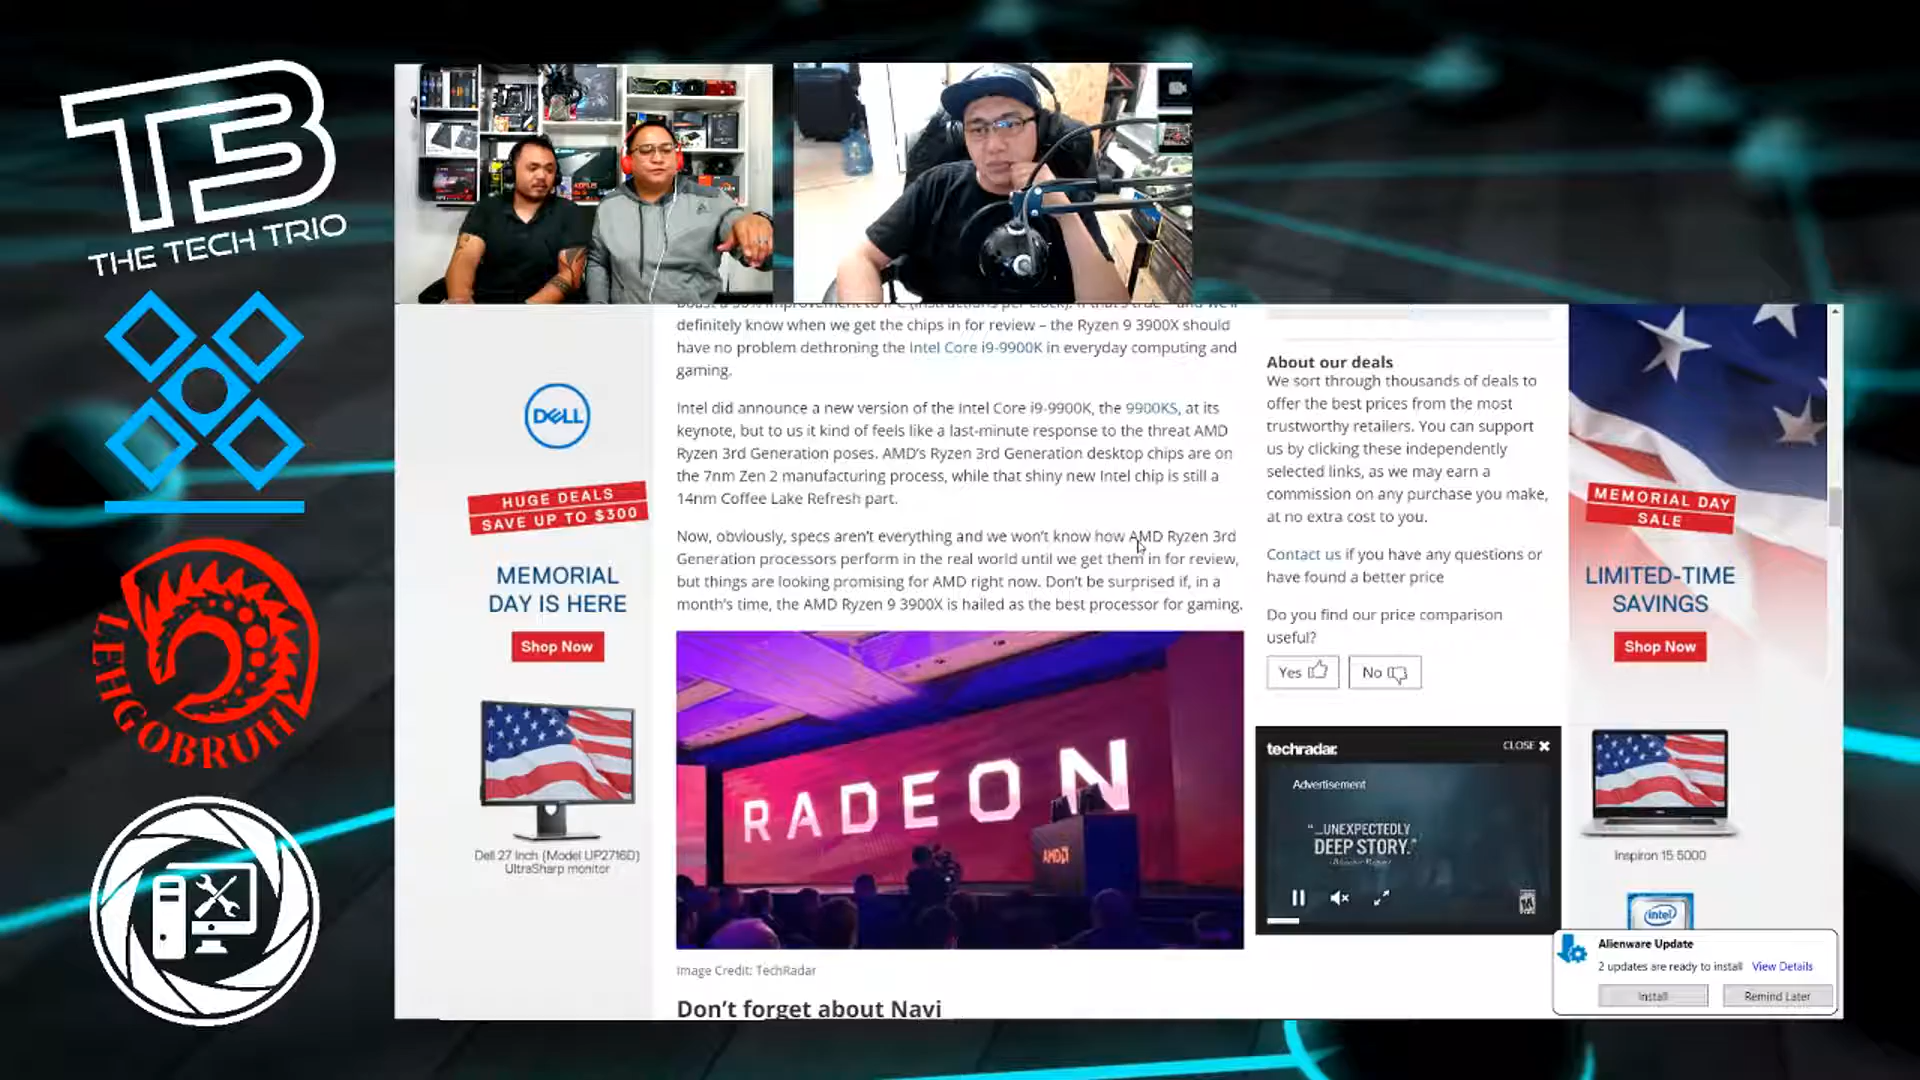 T3
THE TECH TRIO
LEHGOBRUH
definitely know when we get the chips in for review – the Ryzen 9 3900X should
have no problem dethroning the Intel Core i9-9900K in everyday computing and
gaming.
Intel did announce a new version of the Intel Core i9-9900K, the 9900KS, at its
keynote, but to us it kind of feels like a last-minute response to the threat AMD
Ryzen 3rd Generation poses. AMD's Ryzen 3rd Generation desktop chips are on
the 7nm Zen 2 manufacturing process, while that shiny new Intel chip is still a
14nm Coffee Lake Refresh part.
Now, obviously, specs aren't everything and we won't know how AMD Ryzen 3rd
Generation processors perform in the real world until we get them in for review,
but things are looking promising for AMD right now. Don't be surprised if, in a
month's time, the AMD Ryzen 9 3900X is hailed as the best processor for gaming.
RADEON
AMD
Image Credit: TechRadar
Don't forget about Navi
DELL
HUGE DEALS
SAVE UP TO $300
MEMORIAL
DAY IS HERE
Shop Now
Dell 27 Inch (Model UP2716D)
UltraSharp monitor
About our deals
We sort through thousands of deals to
offer the best prices from the most
trustworthy retailers. You can support
us by clicking these independently
selected links, as we may earn a
commission on any purchase you make,
at no extra cost to you.
Contact us if you have any questions or
have found a better price
Do you find our price comparison
useful?
Yes
No
techradar.
CLOSE
Advertisement
"...UNEXPECTEDLY
DEEP STORY."
MEMORIAL DAY
SALE
LIMITED-TIME
SAVINGS
Shop Now
Inspiron 15 5000
intel
Alienware Update
2 updates are ready to install View Details
Install
Remind Later